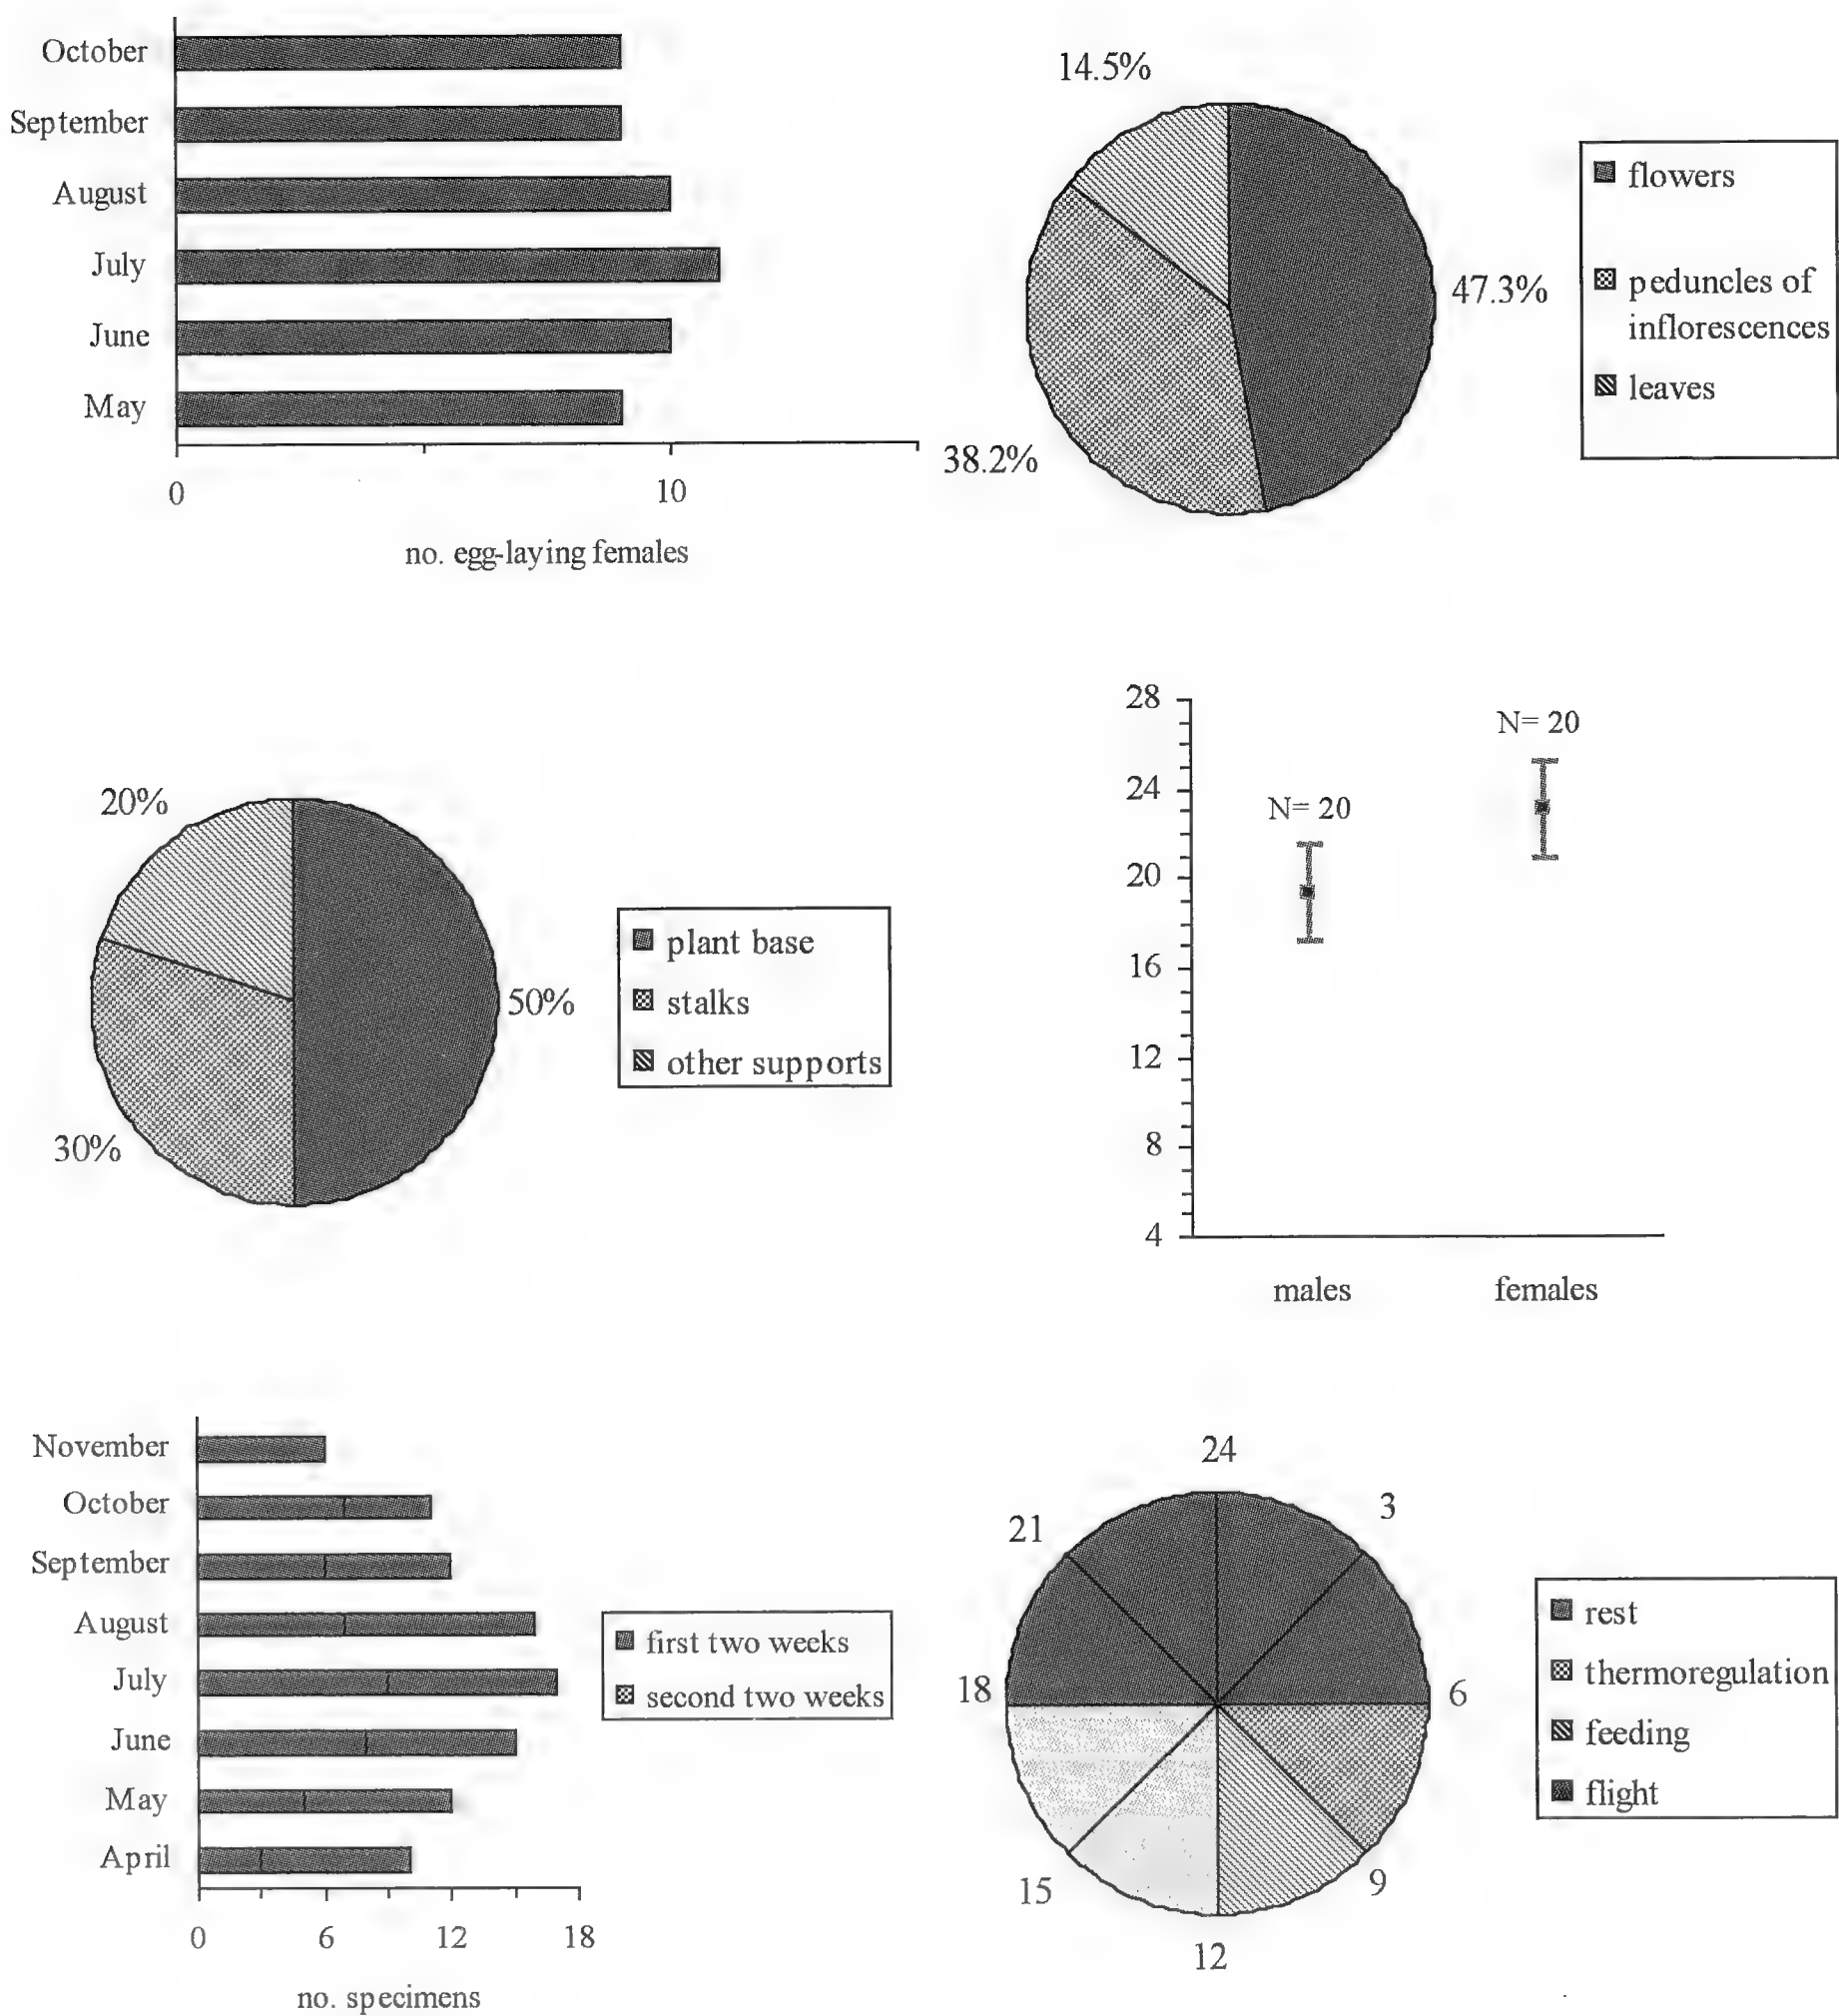 October
September
August
July
June
May
0
10
no. egg-laying females
14.5%
47.3%
38.2%
flowers
peduncles of
inflorescences
leaves
20%
50%
30%
plant base
stalks
other supports
28
24
20
16
12
8
4
N= 20
N= 20
males
females
November
October
September
August
July
June
May
April
0
6
12
18
no. specimens
first two weeks
second two weeks
24
3
6
9
12
15
18
21
rest
thermoregulation
feeding
flight